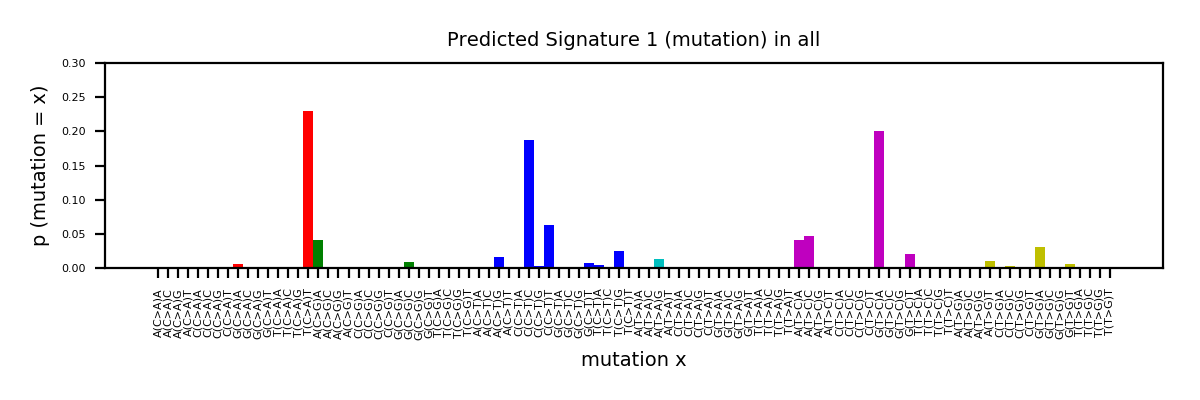 Predicted Signature 1 (mutation) in all
p (mutation = x)
0.30
0.25
0.20
0.15
0.10
0.05
0.00
A(C>A)A
A(C>A)C
A(C>A)G
A(C>A)T
C(C>A)A
C(C>A)C
C(C>A)G
C(C>A)T
G(C>A)A
G(C>A)C
G(C>A)G
G(C>A)T
T(C>A)A
T(C>A)C
T(C>A)G
T(C>A)T
A(C>G)A
A(C>G)C
A(C>G)G
A(C>G)T
C(C>G)A
C(C>G)C
C(C>G)G
C(C>G)T
G(C>G)A
G(C>G)C
G(C>G)G
G(C>G)T
T(C>G)A
T(C>G)C
T(C>G)G
T(C>G)T
A(C>T)A
A(C>T)C
A(C>T)G
A(C>T)T
C(C>T)A
C(C>T)C
C(C>T)G
C(C>T)T
G(C>T)A
G(C>T)C
G(C>T)G
G(C>T)T
T(C>T)A
T(C>T)C
T(C>T)G
T(C>T)T
A(T>A)A
A(T>A)C
A(T>A)G
A(T>A)T
C(T>A)A
C(T>A)C
C(T>A)G
C(T>A)T
G(T>A)A
G(T>A)C
G(T>A)G
G(T>A)T
T(T>A)A
T(T>A)C
T(T>A)G
T(T>A)T
A(T>C)A
A(T>C)C
A(T>C)G
A(T>C)T
C(T>C)A
C(T>C)C
C(T>C)G
C(T>C)T
G(T>C)A
G(T>C)C
G(T>C)G
G(T>C)T
T(T>C)A
T(T>C)C
T(T>C)G
T(T>C)T
A(T>G)A
A(T>G)C
A(T>G)G
A(T>G)T
C(T>G)A
C(T>G)C
C(T>G)G
C(T>G)T
G(T>G)A
G(T>G)C
G(T>G)G
G(T>G)T
T(T>G)A
T(T>G)C
T(T>G)G
T(T>G)T
mutation x